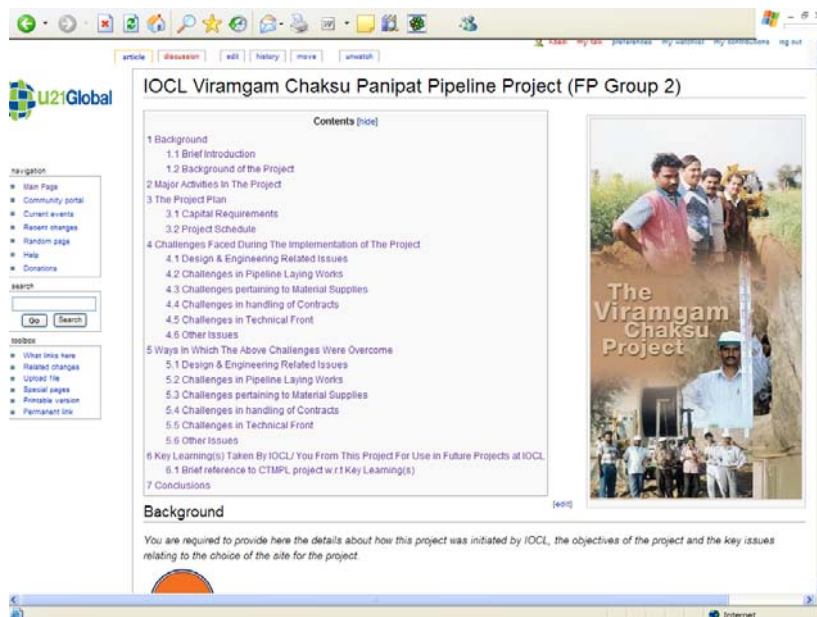 my talk preferences my watchlist my contributions log out
article discussion edit history move unwatch
U21Global
IOCL Viramgam Chaksu Panipat Pipeline Project (FP Group 2)
Contents [hide]
1 Background
1.1 Brief Introduction
1.2 Background of the Project
2 Major Activities In The Project
3 The Project Plan
3.1 Capital Requirements
3.2 Project Schedule
4 Challenges Faced During The Implementation of The Project
4.1 Design & Engineering Related Issues
4.2 Challenges in Pipeline Laying Works
4.3 Challenges pertaining to Material Supplies
4.4 Challenges in handling of Contracts
4.5 Challenges in Technical Front
4.6 Other Issues
5 Ways In Which The Above Challenges Were Overcome
5.1 Design & Engineering Related Issues
5.2 Challenges in Pipeline Laying Works
5.3 Challenges pertaining to Material Supplies
5.4 Challenges in handling of Contracts
5.5 Challenges in Technical Front
5.6 Other Issues
6 Key Learning(s) Taken By IOCL/ You From This Project For Use in Future Projects at IOCL
6.1 Brief reference to CTMPL project w.r.t Key Learning(s)
7 Conclusions
The
Viramgam
Chaksu
Project
navigation
Main Page
Community portal
Current events
Recent changes
Random page
Help
Donations
search
Go Search
toolbox
What links here
Related changes
Upload file
Special pages
Printable version
Permanent link
[edit]
Background
You are required to provide here the details about how this project was initiated by IOCL, the objectives of the project and the key issues
relating to the choice of the site for the project.
Internet